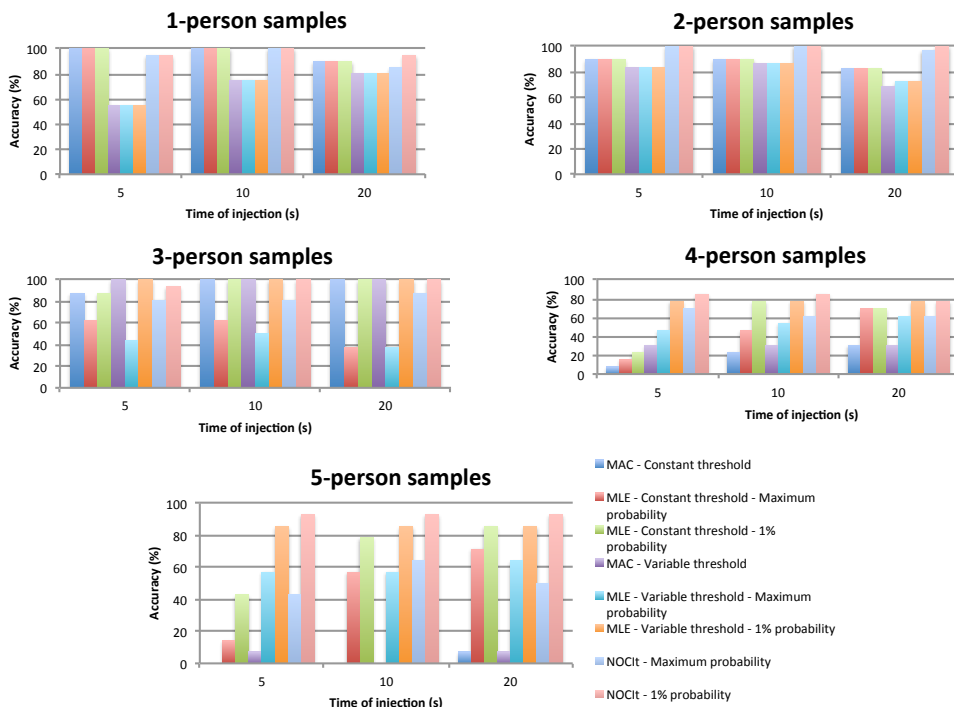 1-person samples
Accuracy (%)
100
80
60
40
20
0
5 10 20
Time of injection (s)
2-person samples
Accuracy (%)
100
80
60
40
20
0
5 10 20
Time of injection (s)
3-person samples
Accuracy (%)
100
80
60
40
20
0
5 10 20
Time of injection (s)
4-person samples
Accuracy (%)
100
80
60
40
20
0
5 10 20
Time of injection (s)
5-person samples
Accuracy (%)
100
80
60
40
20
0
5 10 20
Time of injection (s)
MAC - Constant threshold
MLE - Constant threshold - Maximum
probability
MLE - Constant threshold - 1%
probability
MAC - Variable threshold
MLE - Variable threshold - Maximum
probability
MLE - Variable threshold - 1% probability
NOCIt - Maximum probability
NOCIt - 1% probability